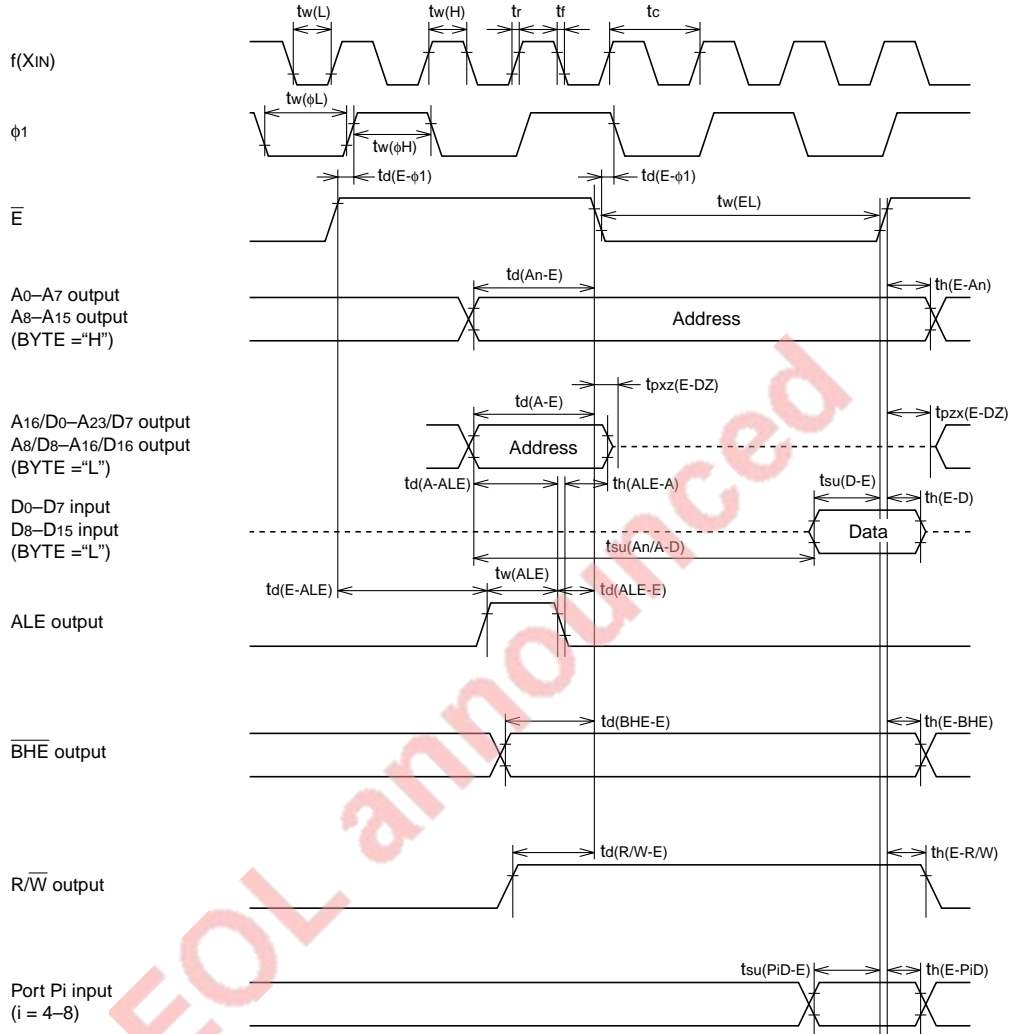 tw(L) tw(H) tr tf tc
f(XIN)
tw(ϕL)
ϕ1
tw(ϕH)
td(E-ϕ1) td(E-ϕ1)
tw(EL)
E
td(An-E) th(E-An)
A0–A7 output
A8–A15 output
(BYTE =“H”)
Address
tpxz(E-DZ)
td(A-E) tpzx(E-DZ)
A16/D0–A23/D7 output
A8/D8–A16/D16 output
(BYTE =“L”)
Address
td(A-ALE) th(ALE-A) tsu(D-E) th(E-D)
D0–D7 input
D8–D15 input
(BYTE =“L”)
Data
tsu(An/A-D)
tw(ALE)
td(E-ALE) td(ALE-E)
ALE output
td(BHE-E) th(E-BHE)
BHE output
td(R/W-E) th(E-R/W)
R/W output
tsu(PiD-E) th(E-PiD)
Port Pi input
(i = 4–8)
EOL announced